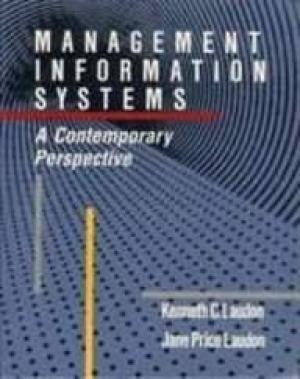 MANAGEMENT
INFORMATION
SYSTEMS
A Contemporary
Perspective
Kenneth C. Laudon
Jane Price Laudon